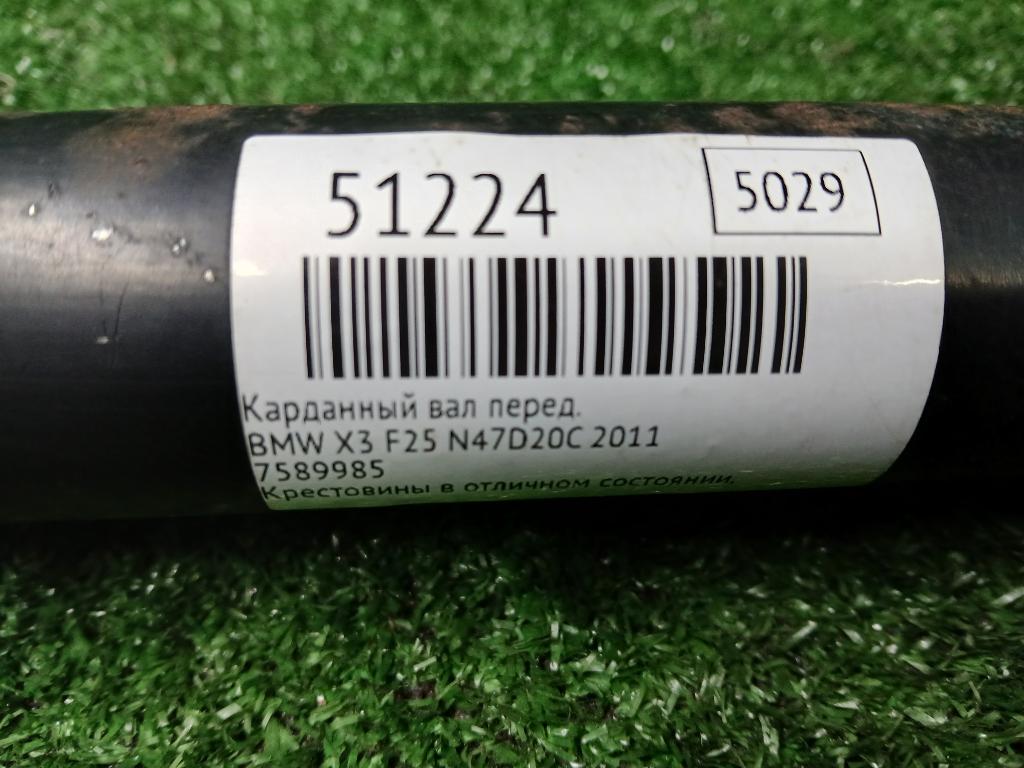 51224
5029
Карданный вал перед.
BMW X3 F25 N47D20C 2011
7589985
Крестовины в отличном состоянии.